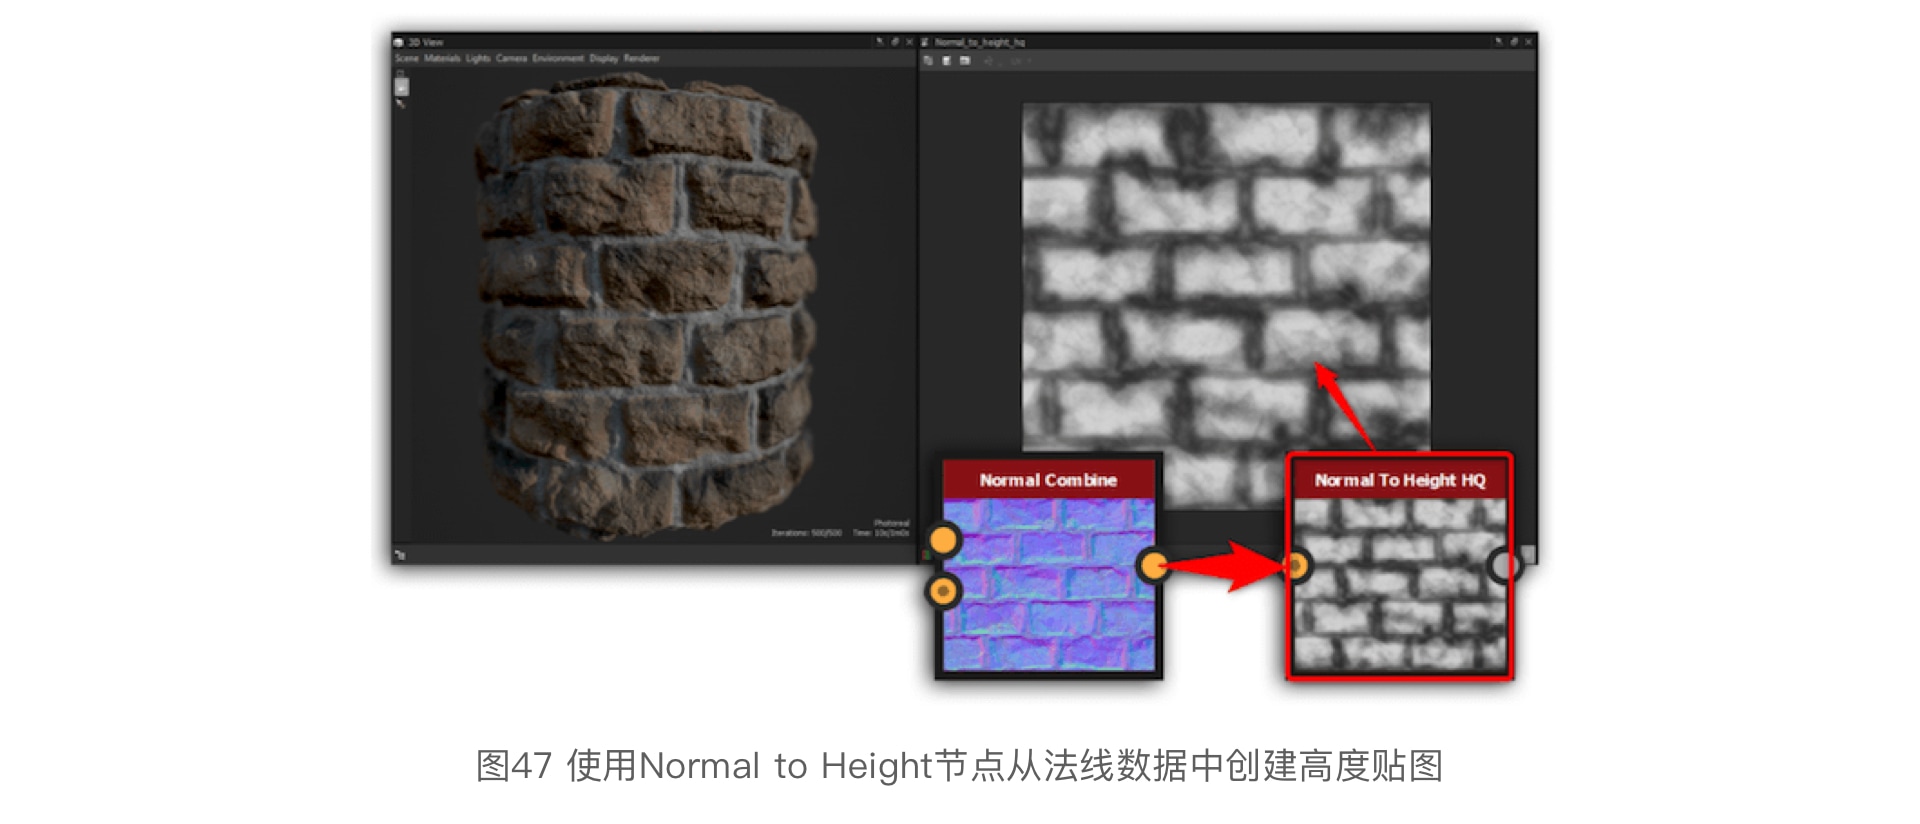 3D View
Scene Materials Lights Camera Environment Display Renderer
Normal_to_height_hq
Photoreal
Iterations: 500/500 Time: 10s/1m0s
Normal Combine
Normal To Height HQ
图47 使用Normal to Height节点从法线数据中创建高度贴图